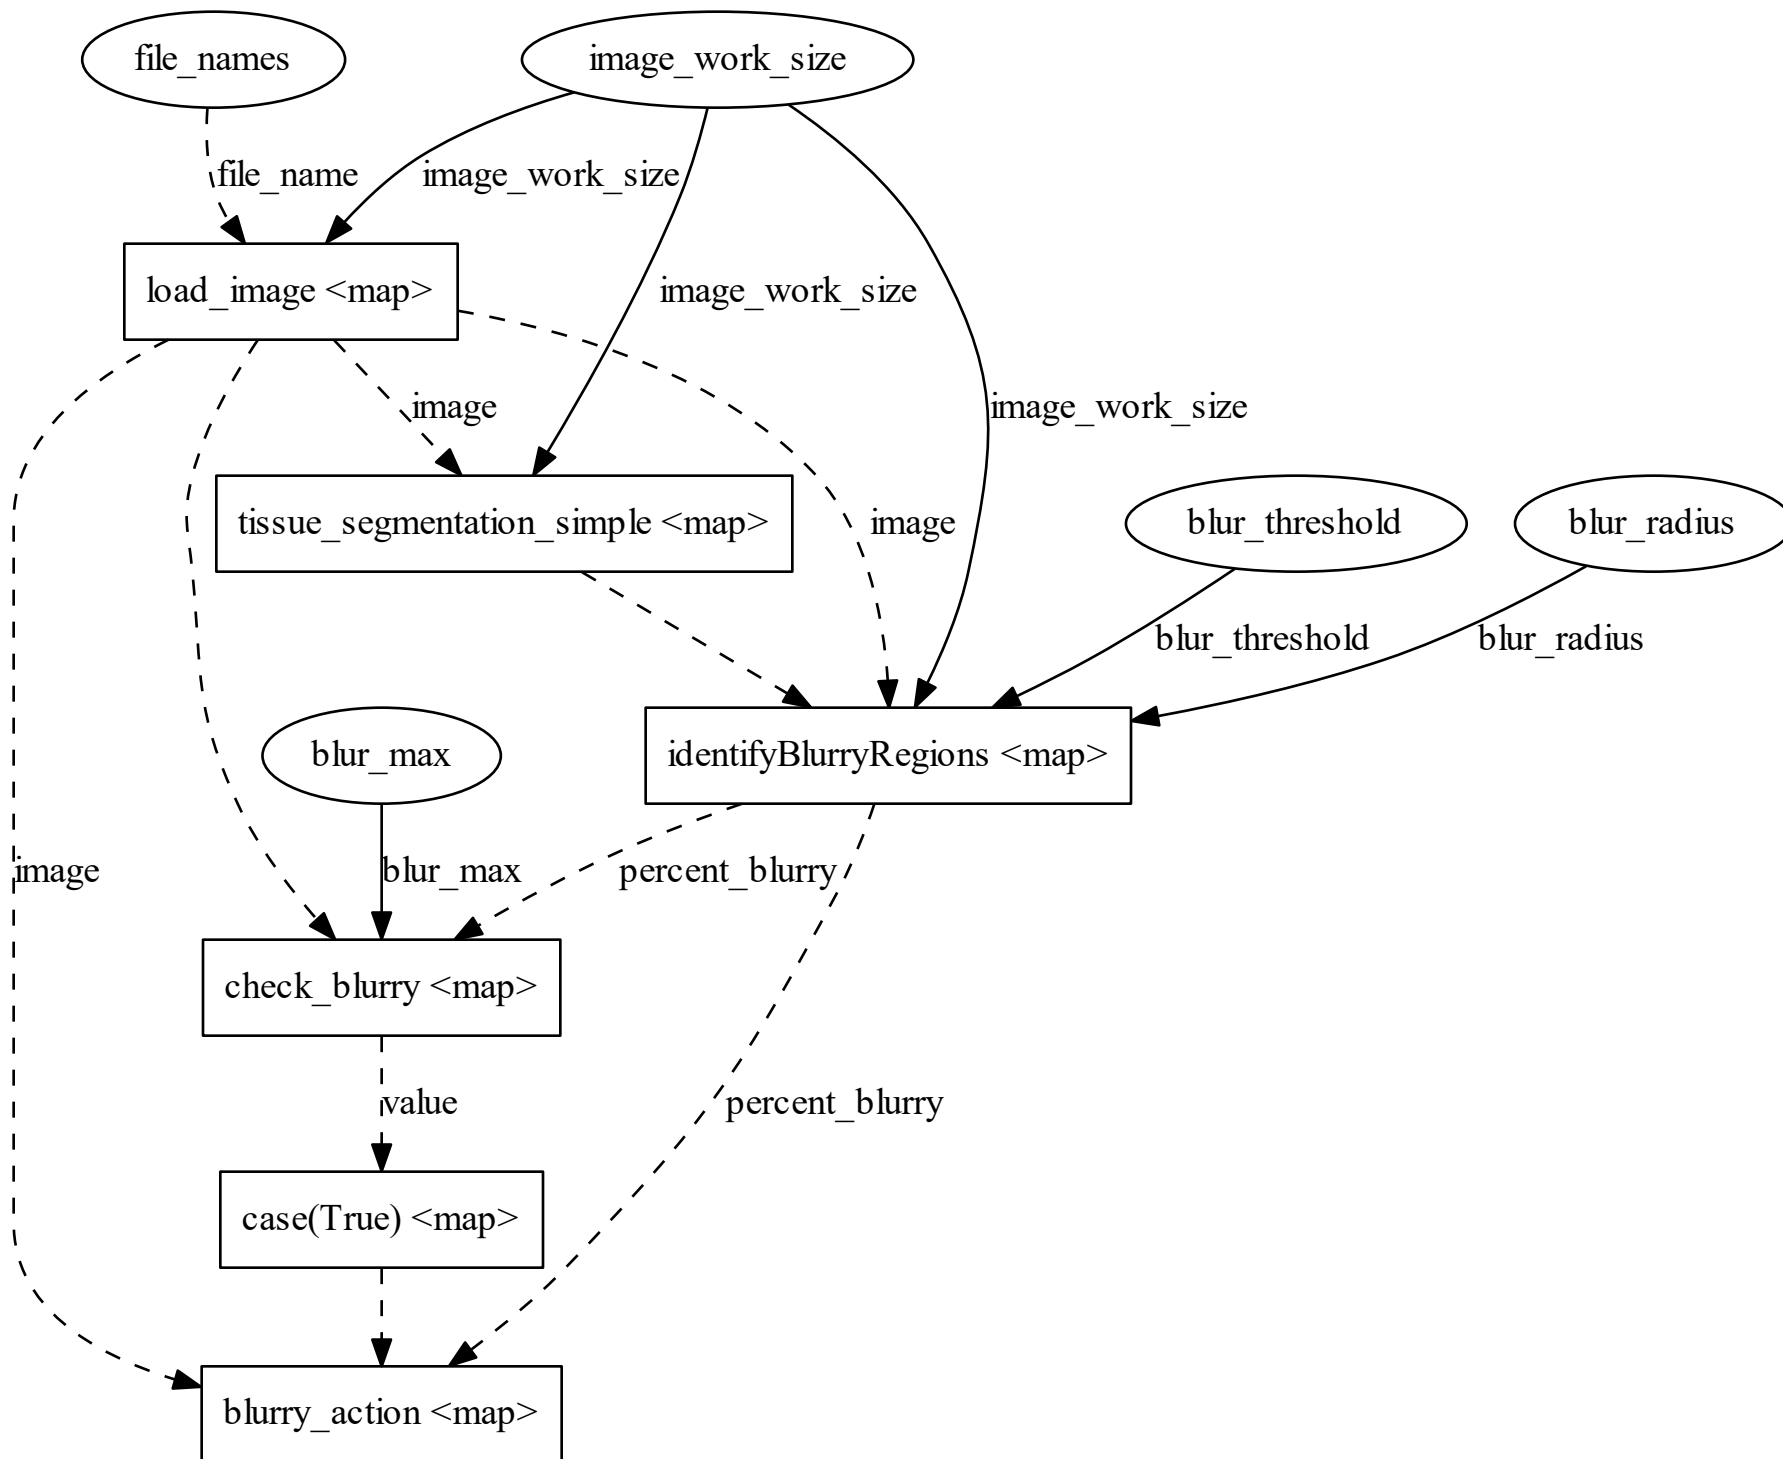 file_names
image_work_size
file_name
image_work_size
load_image <map>
image_work_size
image
image_work_size
tissue_segmentation_simple <map>
image
blur_threshold
blur_radius
blur_threshold
blur_radius
blur_max
identifyBlurryRegions <map>
image
blur_max
percent_blurry
check_blurry <map>
value
percent_blurry
case(True) <map>
blurry_action <map>